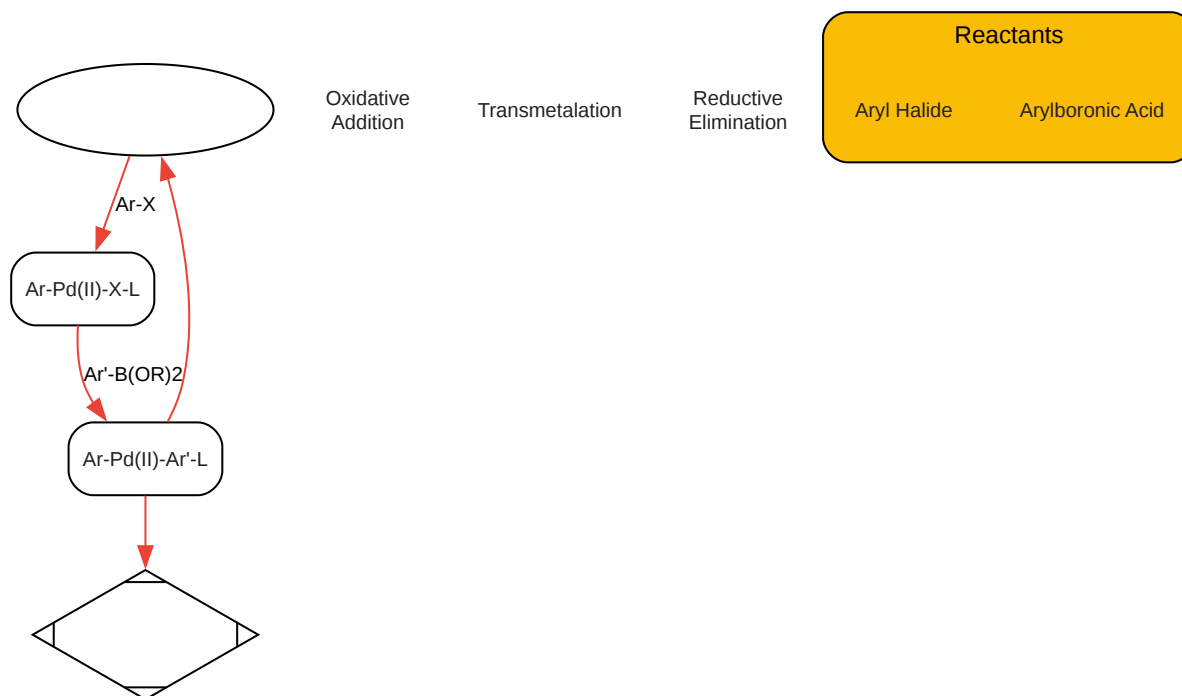 Reactants
Oxidative
Addition
Transmetalation
Reductive
Elimination
Aryl Halide
Arylboronic Acid
Ar-X
Ar-Pd(II)-X-L
Ar'-B(OR)2
Ar-Pd(II)-Ar'-L